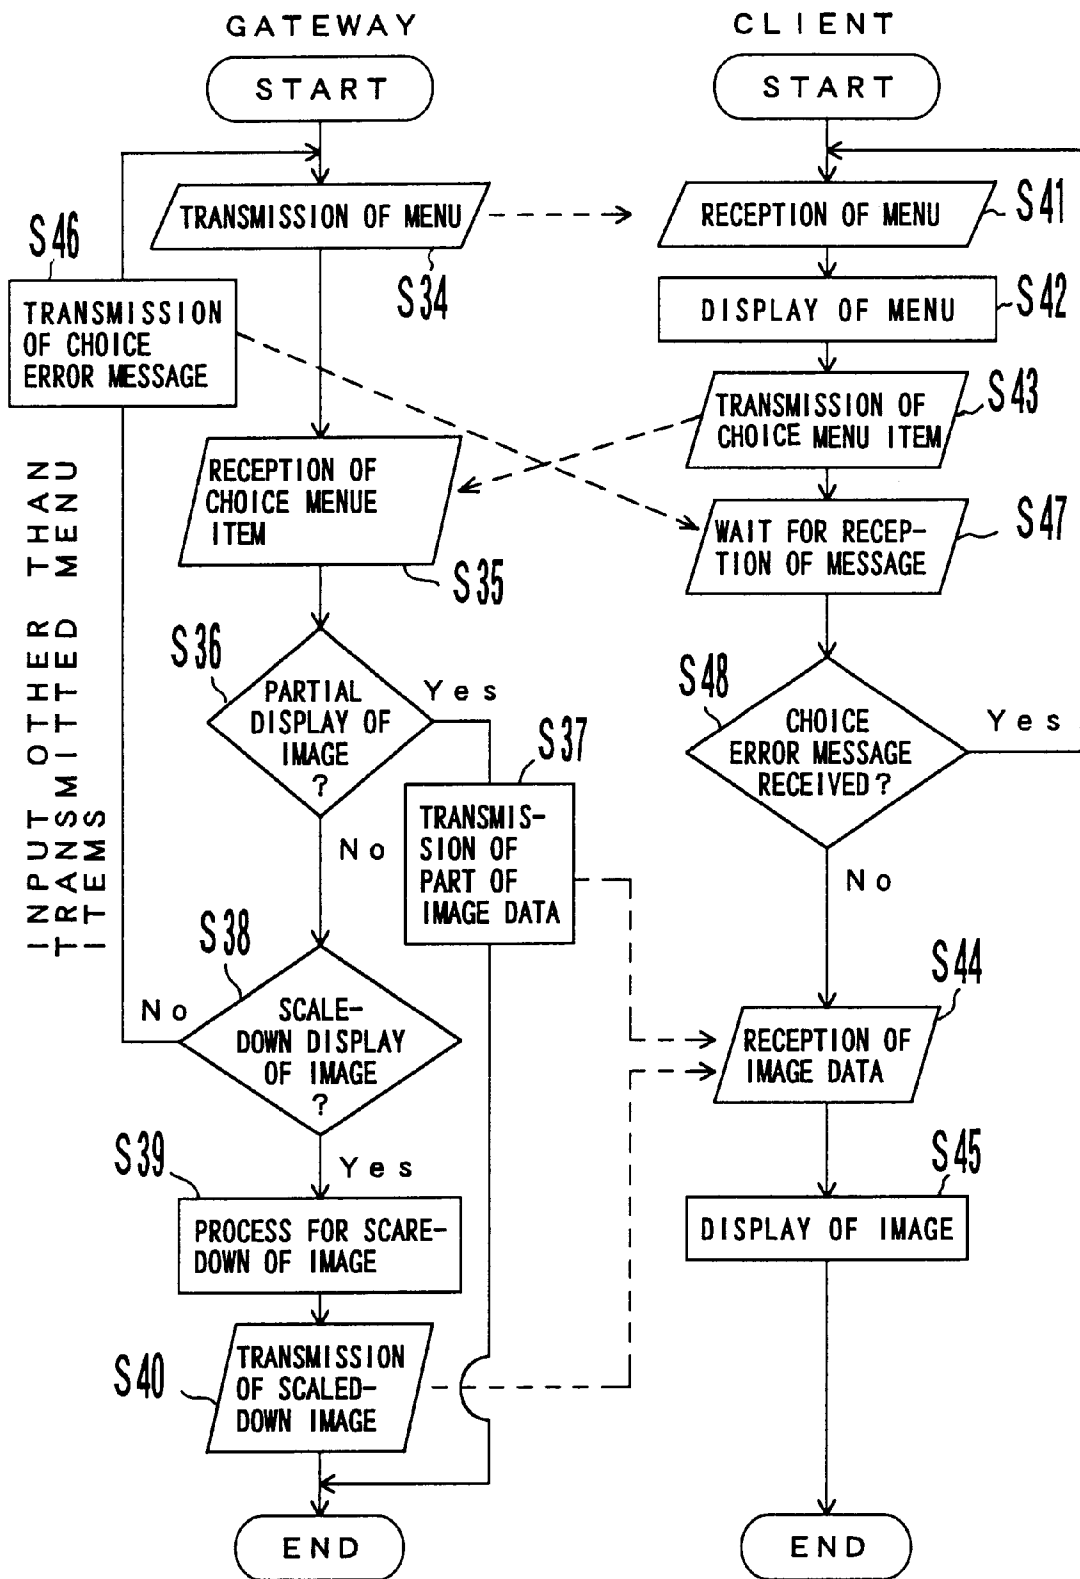 GATEWAY
START
TRANSMISSION OF MENU
S34
S46
TRANSMISSION
OF CHOICE
ERROR MESSAGE
RECEPTION OF
CHOICE MENUE
ITEM
S35
INPUT OTHER THAN
TRANSMITTED MENU
ITEMS
S36
PARTIAL
DISPLAY OF
IMAGE
?
Yes
No
S37
TRANSMIS-
SION OF
PART OF
IMAGE DATA
S38
SCALE-
DOWN DISPLAY
OF IMAGE
?
No
Yes
S39
PROCESS FOR SCARE-
DOWN OF IMAGE
S40
TRANSMISSION
OF SCALED-
DOWN IMAGE
END
CLIENT
START
RECEPTION OF MENU
S41
DISPLAY OF MENU
S42
TRANSMISSION OF
CHOICE MENU ITEM
S43
WAIT FOR RECEP-
TION OF MESSAGE
S47
S48
CHOICE
ERROR MESSAGE
RECEIVED?
Yes
No
S44
RECEPTION OF
IMAGE DATA
S45
DISPLAY OF IMAGE
END